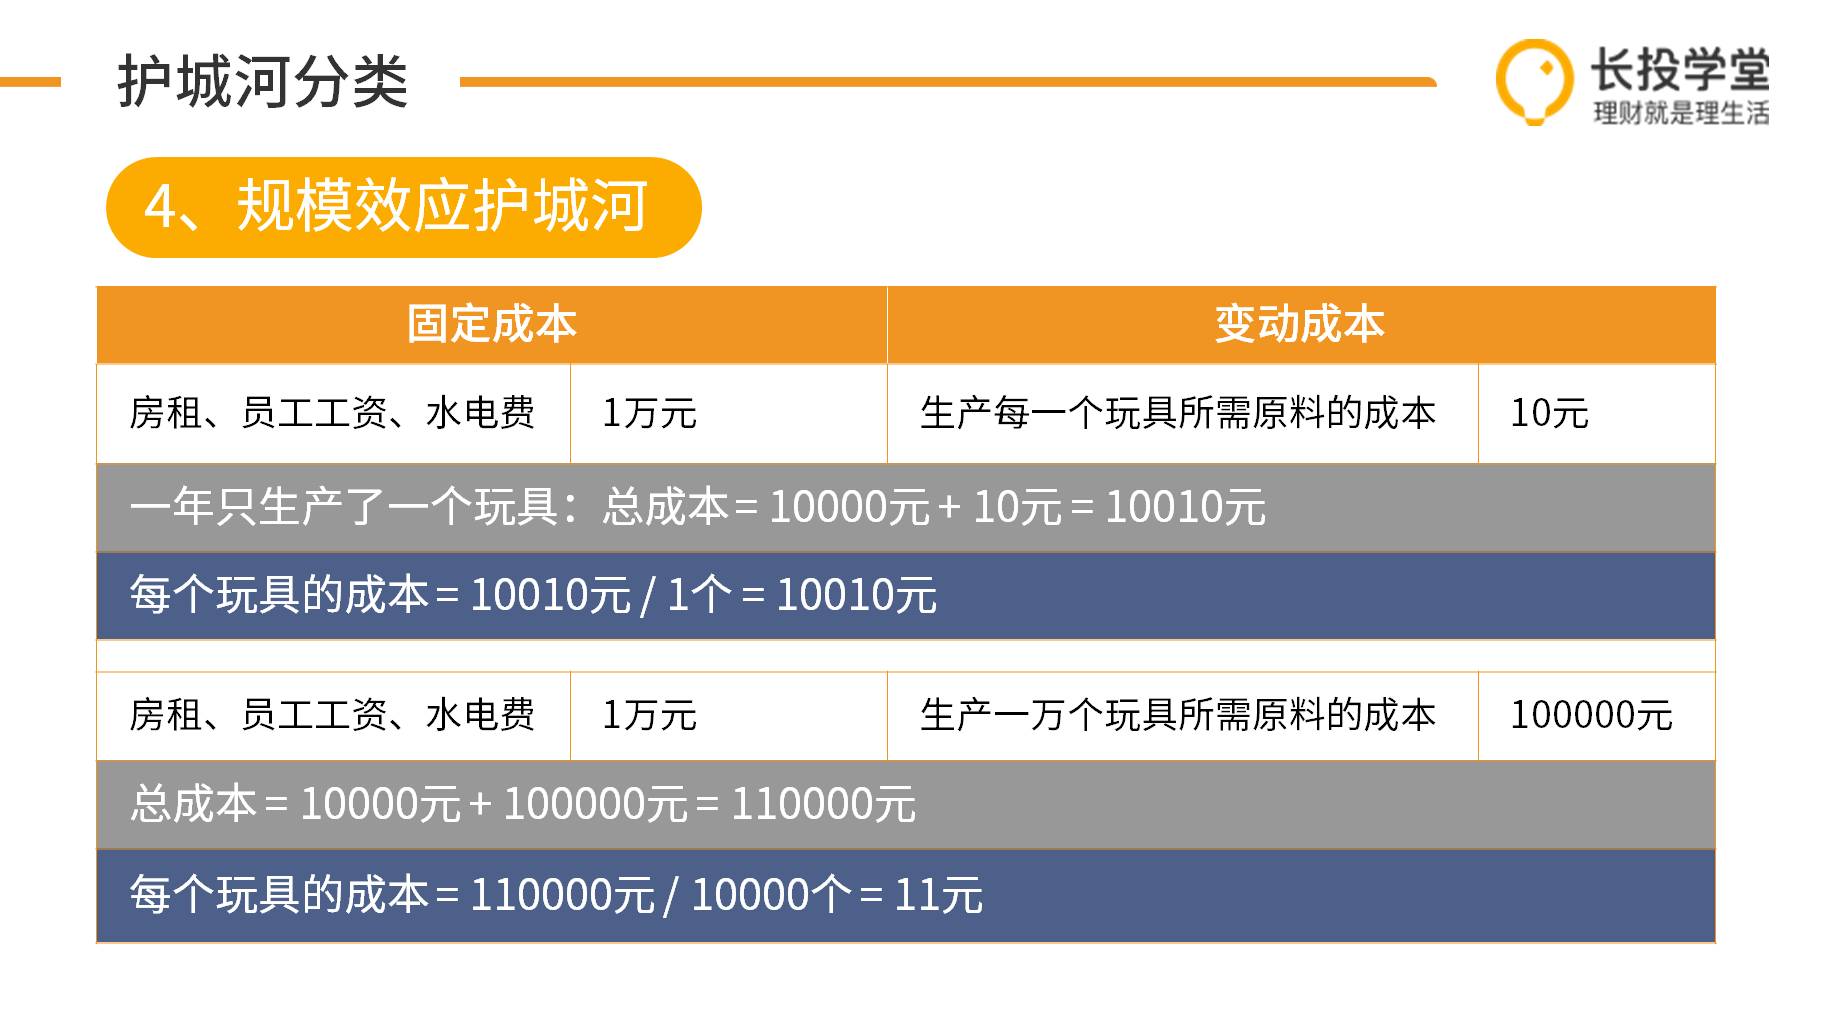 护城河分类
长投学堂
理财就是理生活
4、规模效应护城河
固定成本 变动成本
房租、员工工资、水电费 1万元 生产每一个玩具所需原料的成本 10元
一年只生产了一个玩具：总成本 = 10000元 + 10元 = 10010元
每个玩具的成本 = 10010元 / 1个 = 10010元
房租、员工工资、水电费 1万元 生产一万个玩具所需原料的成本 100000元
总成本 = 10000元 + 100000元 = 110000元
每个玩具的成本 = 110000元 / 10000个 = 11元